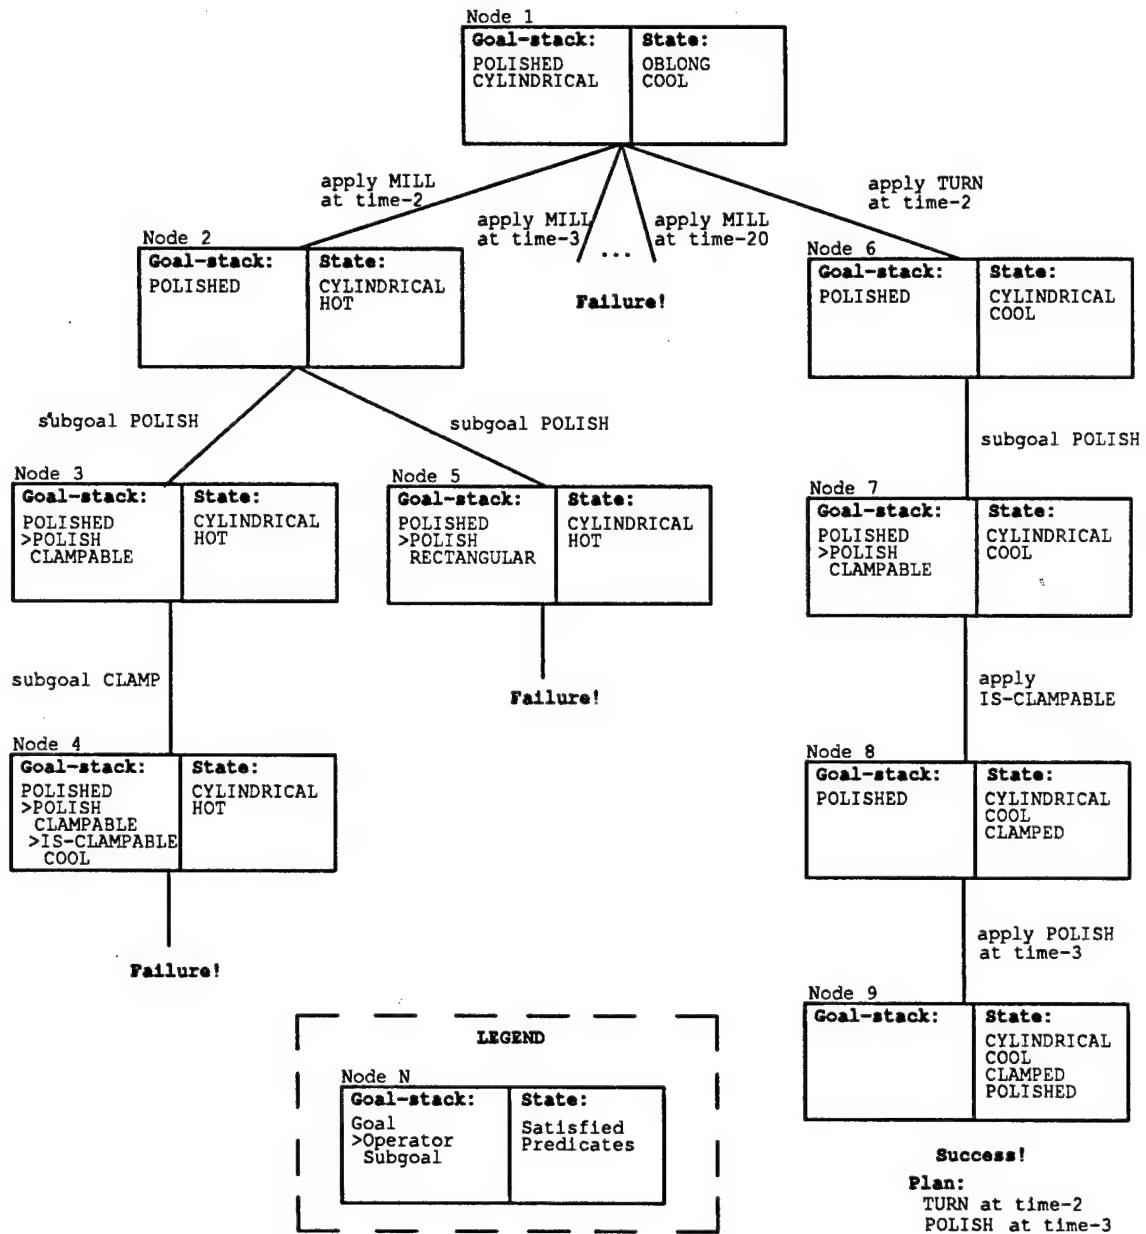 Node 1
Goal-stack: State:
POLISHED OBLONG
CYLINDRICAL COOL
apply MILL
at time-2
apply MILL
at time-3
...
apply MILL
at time-20
apply TURN
at time-2
Failure!
Node 2
Goal-stack: State:
POLISHED CYLINDRICAL
HOT
Node 6
Goal-stack: State:
POLISHED CYLINDRICAL
COOL
subgoal POLISH
subgoal POLISH
subgoal POLISH
Node 3
Goal-stack: State:
POLISHED CYLINDRICAL
>POLISH HOT
CLAMPABLE
Node 5
Goal-stack: State:
POLISHED CYLINDRICAL
>POLISH HOT
RECTANGULAR
Node 7
Goal-stack: State:
POLISHED CYLINDRICAL
>POLISH COOL
CLAMPABLE
subgoal CLAMP
Failure!
apply
IS-CLAMPABLE
Node 4
Goal-stack: State:
POLISHED CYLINDRICAL
>POLISH HOT
CLAMPABLE
>IS-CLAMPABLE
COOL
Failure!
Node 8
Goal-stack: State:
POLISHED CYLINDRICAL
COOL
CLAMPED
apply POLISH
at time-3
Node 9
Goal-stack: State:
CYLINDRICAL
COOL
CLAMPED
POLISHED
Success!
Plan:
TURN at time-2
POLISH at time-3
LEGEND
Node N
Goal-stack: State:
Goal Satisfied
>Operator Predicates
Subgoal